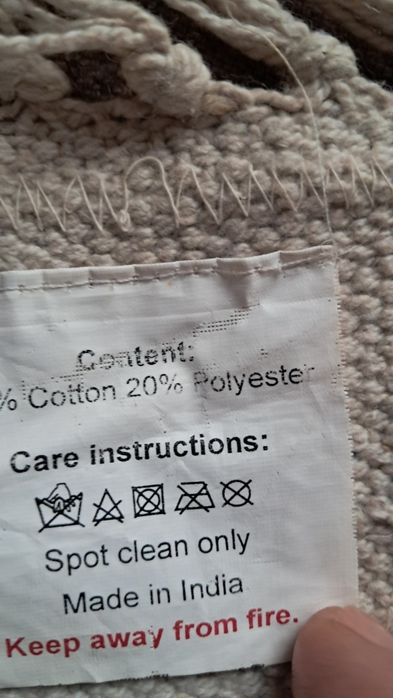 Content:
% Cotton 20% Polyester
Care instructions:
Spot clean only
Made in India
Keep away from fire.